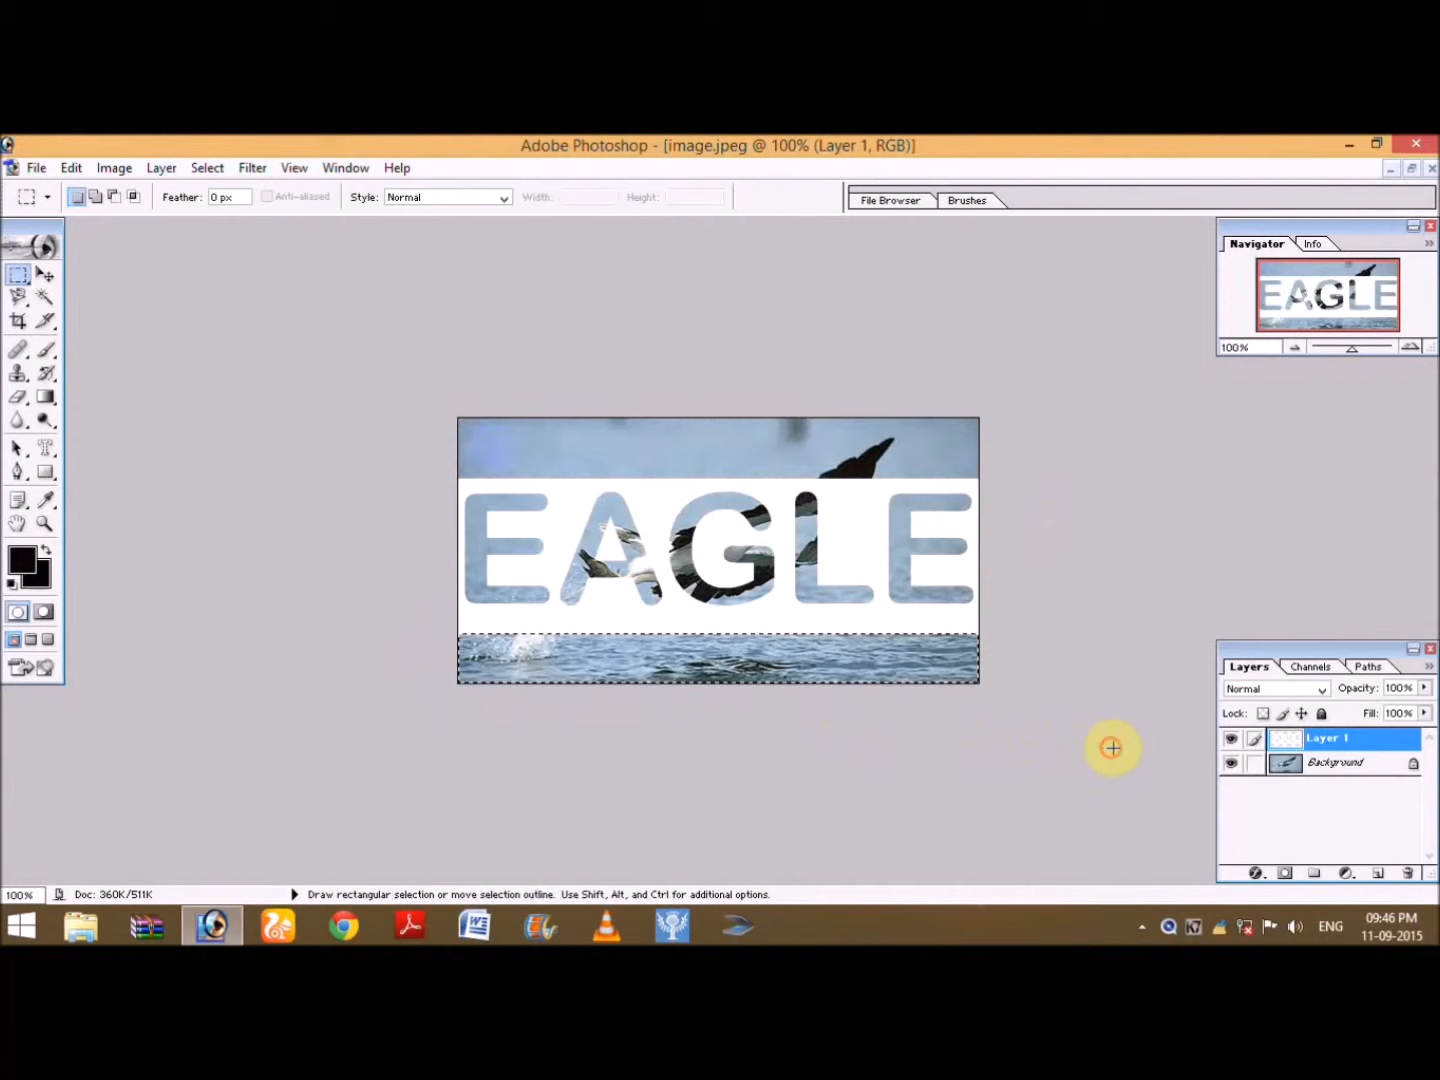 Adobe Photoshop - [image.jpeg @ 100% (Layer 1, RGB)]
File Edit Image Layer Select Filter View Window Help
Feather: 0 px Anti-aliased Style: Normal Width: Height: File Browser Brushes
Navigator Info
EAGLE
100%
EAGLE
Layers Channels Paths
Normal Opacity: 100%
Lock: Fill: 100%
Layer 1
Background
100% Doc: 360K/511K Draw rectangular selection or move selection outline. Use Shift, Alt, and Ctrl for additional options.
ENG 09:46 PM
11-09-2015